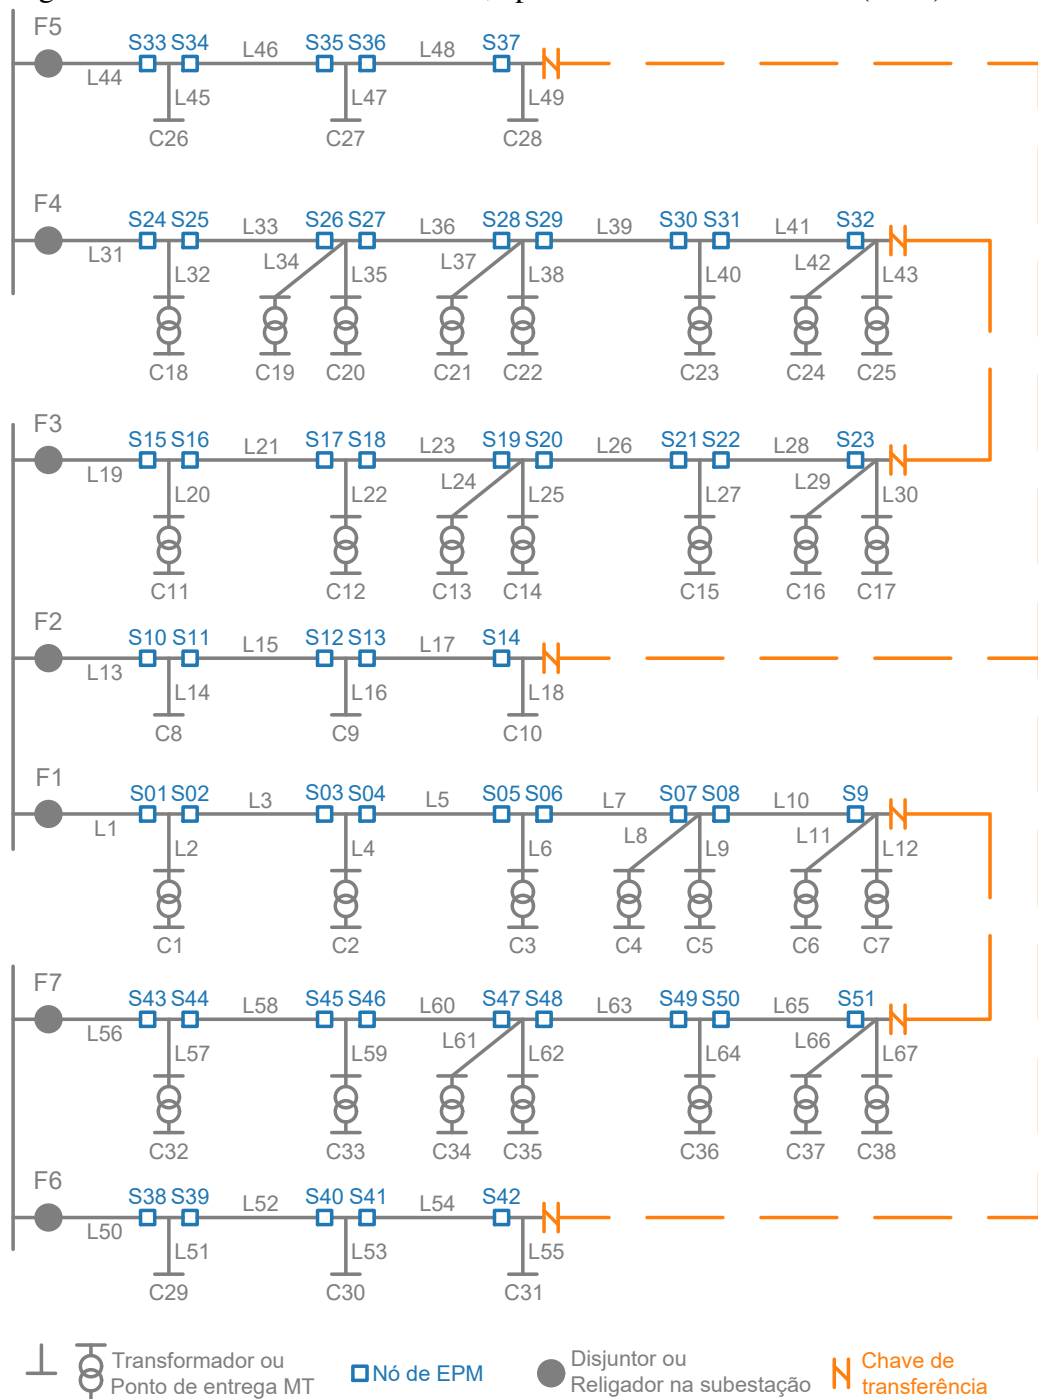 F5
S33 S34 L46 S35 S36 L48 S37
L44 L45 L47 L49
C26 C27 C28
F4
S24 S25 L33 S26 S27 L36 S28 S29 L39 S30 S31 L41 S32
L31 L32 L34 L35 L37 L38 L40 L42 L43
C18 C19 C20 C21 C22 C23 C24 C25
F3
S15 S16 L21 S17 S18 L23 S19 S20 L26 S21 S22 L28 S23
L19 L20 L22 L24 L25 L27 L29 L30
C11 C12 C13 C14 C15 C16 C17
F2
S10 S11 L15 S12 S13 L17 S14
L13 L14 L16 L18
C8 C9 C10
F1
S01 S02 L3 S03 S04 L5 S05 S06 L7 S07 S08 L10 S9
L1 L2 L4 L6 L8 L9 L11 L12
C1 C2 C3 C4 C5 C6 C7
F7
S43 S44 L58 S45 S46 L60 S47 S48 L63 S49 S50 L65 S51
L56 L57 L59 L61 L62 L64 L66 L67
C32 C33 C34 C35 C36 C37 C38
F6
S38 S39 L52 S40 S41 L54 S42
L50 L51 L53 L55
C29 C30 C31
Transformador ou
Ponto de entrega MT
Nó de EPM
Disjuntor ou
Religador na subestação
Chave de
transferência